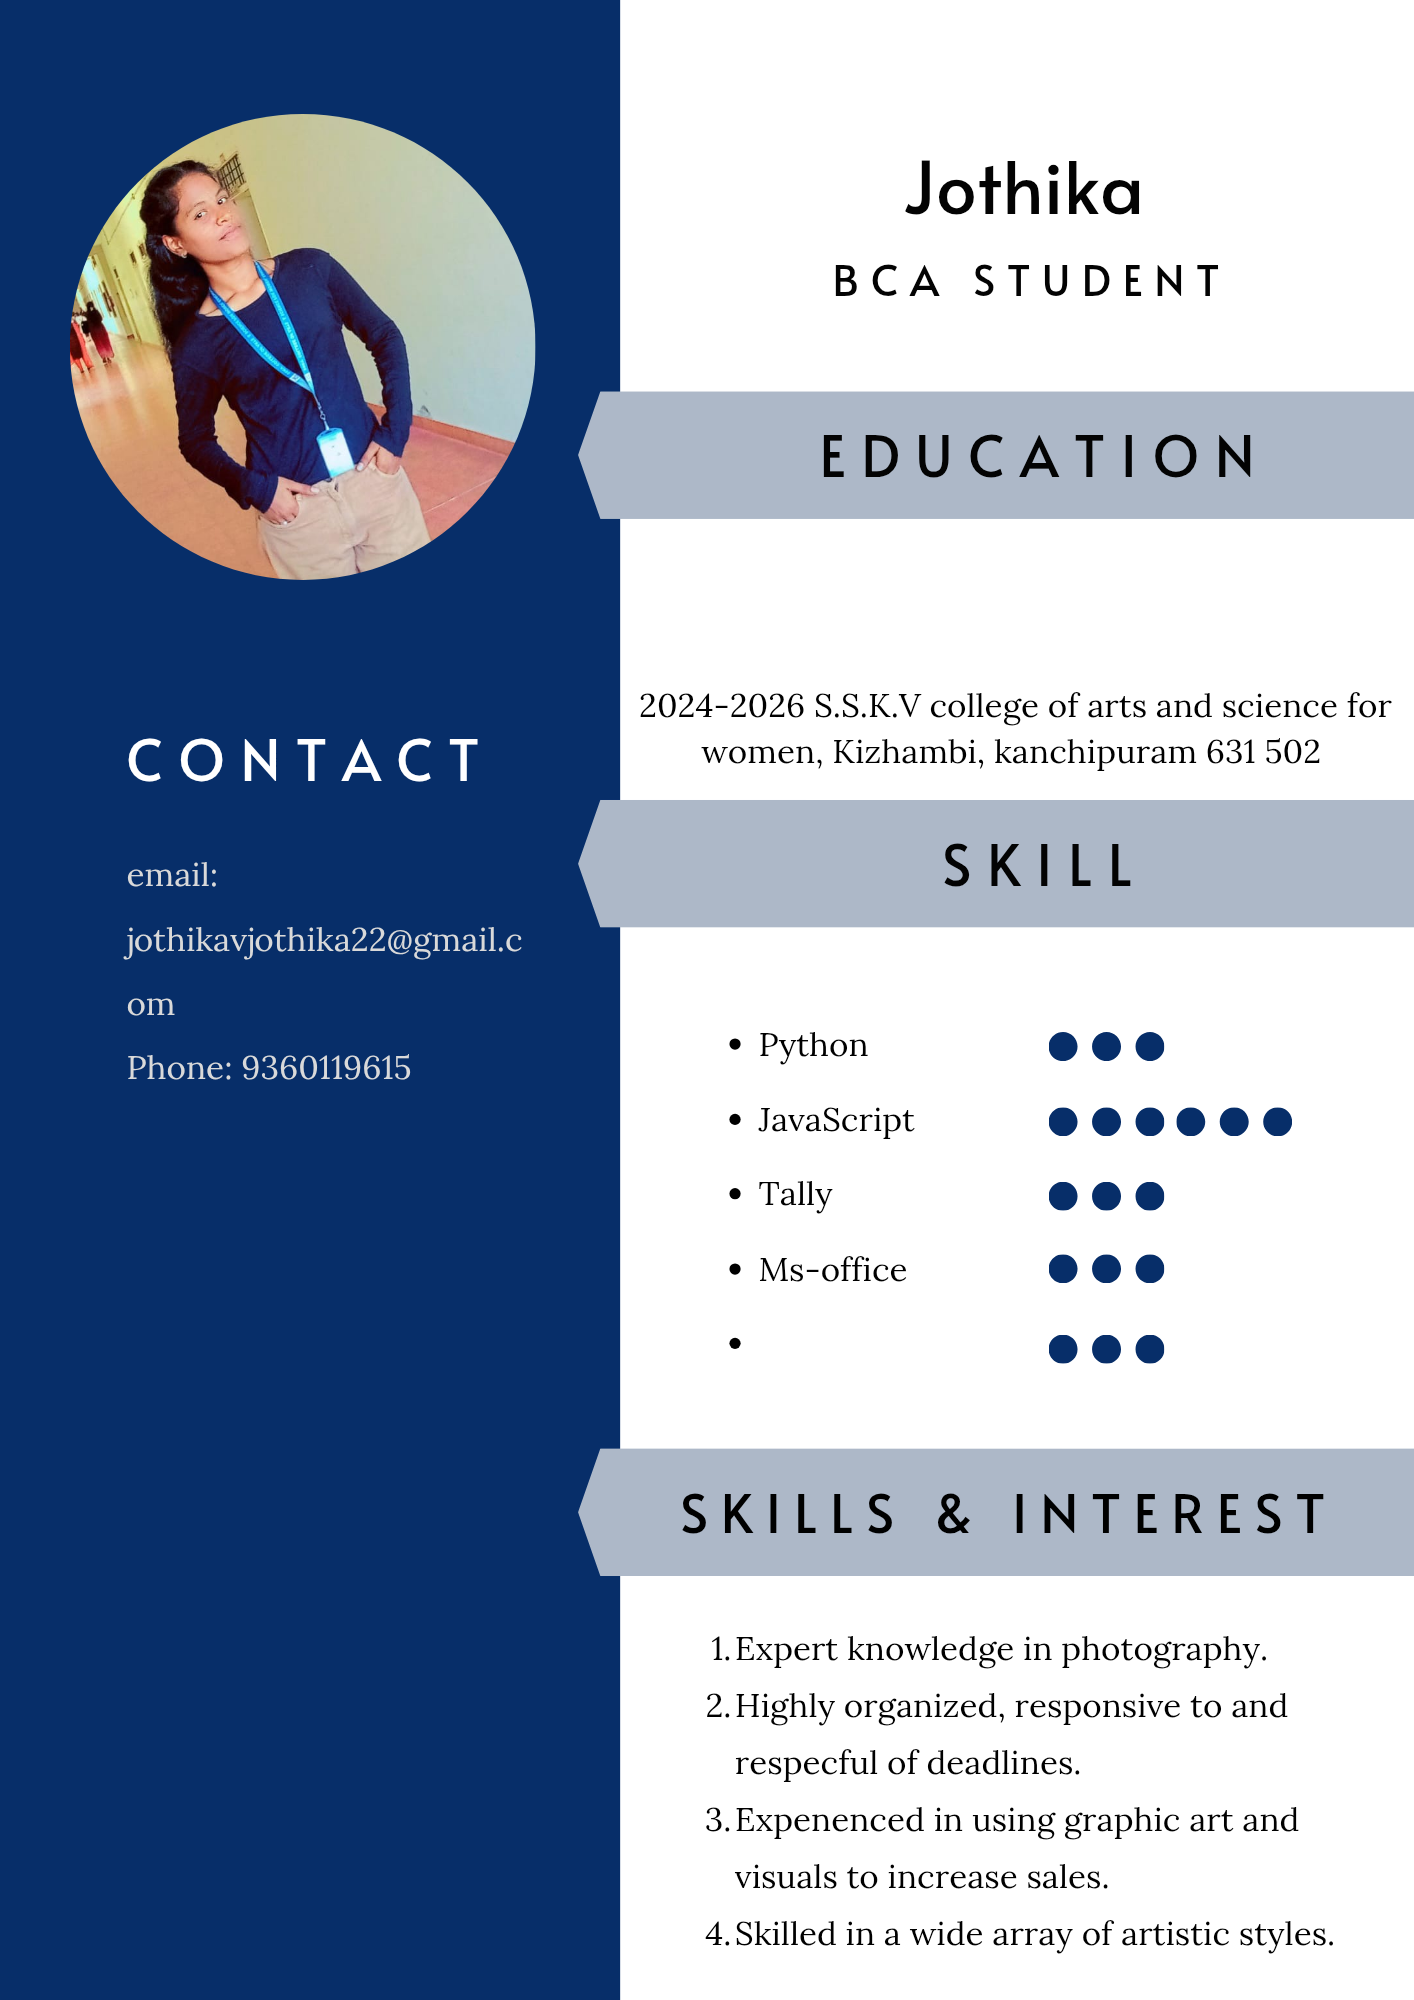 Jothika
BCA STUDENT
EDUCATION
2024-2026 S.S.K.V college of arts and science for
women, Kizhambi, kanchipuram 631 502
CONTACT
email:
jothikavjothika22@gmail.c
om
Phone: 9360119615
SKILL
• Python
• JavaScript
• Tally
• Ms-office
•
SKILLS & INTEREST
1. Expert knowledge in photography.
2. Highly organized, responsive to and
respecful of deadlines.
3. Expenenced in using graphic art and
visuals to increase sales.
4. Skilled in a wide array of artistic styles.